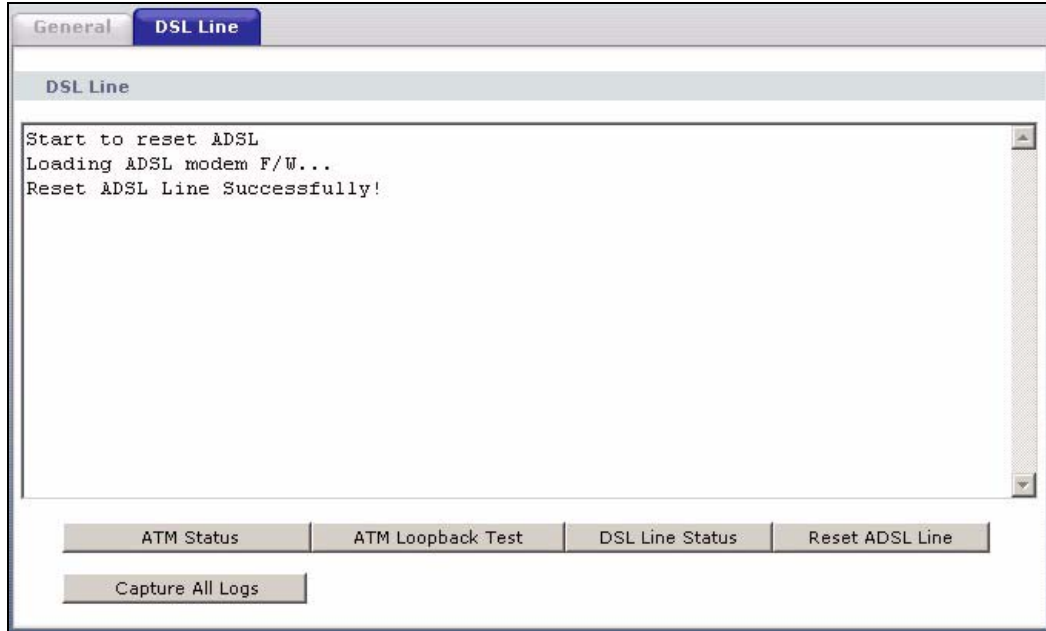 General DSL Line
DSL Line
Start to reset ADSL
Loading ADSL modem F/W...
Reset ADSL Line Successfully!
ATM Status ATM Loopback Test DSL Line Status Reset ADSL Line
Capture All Logs